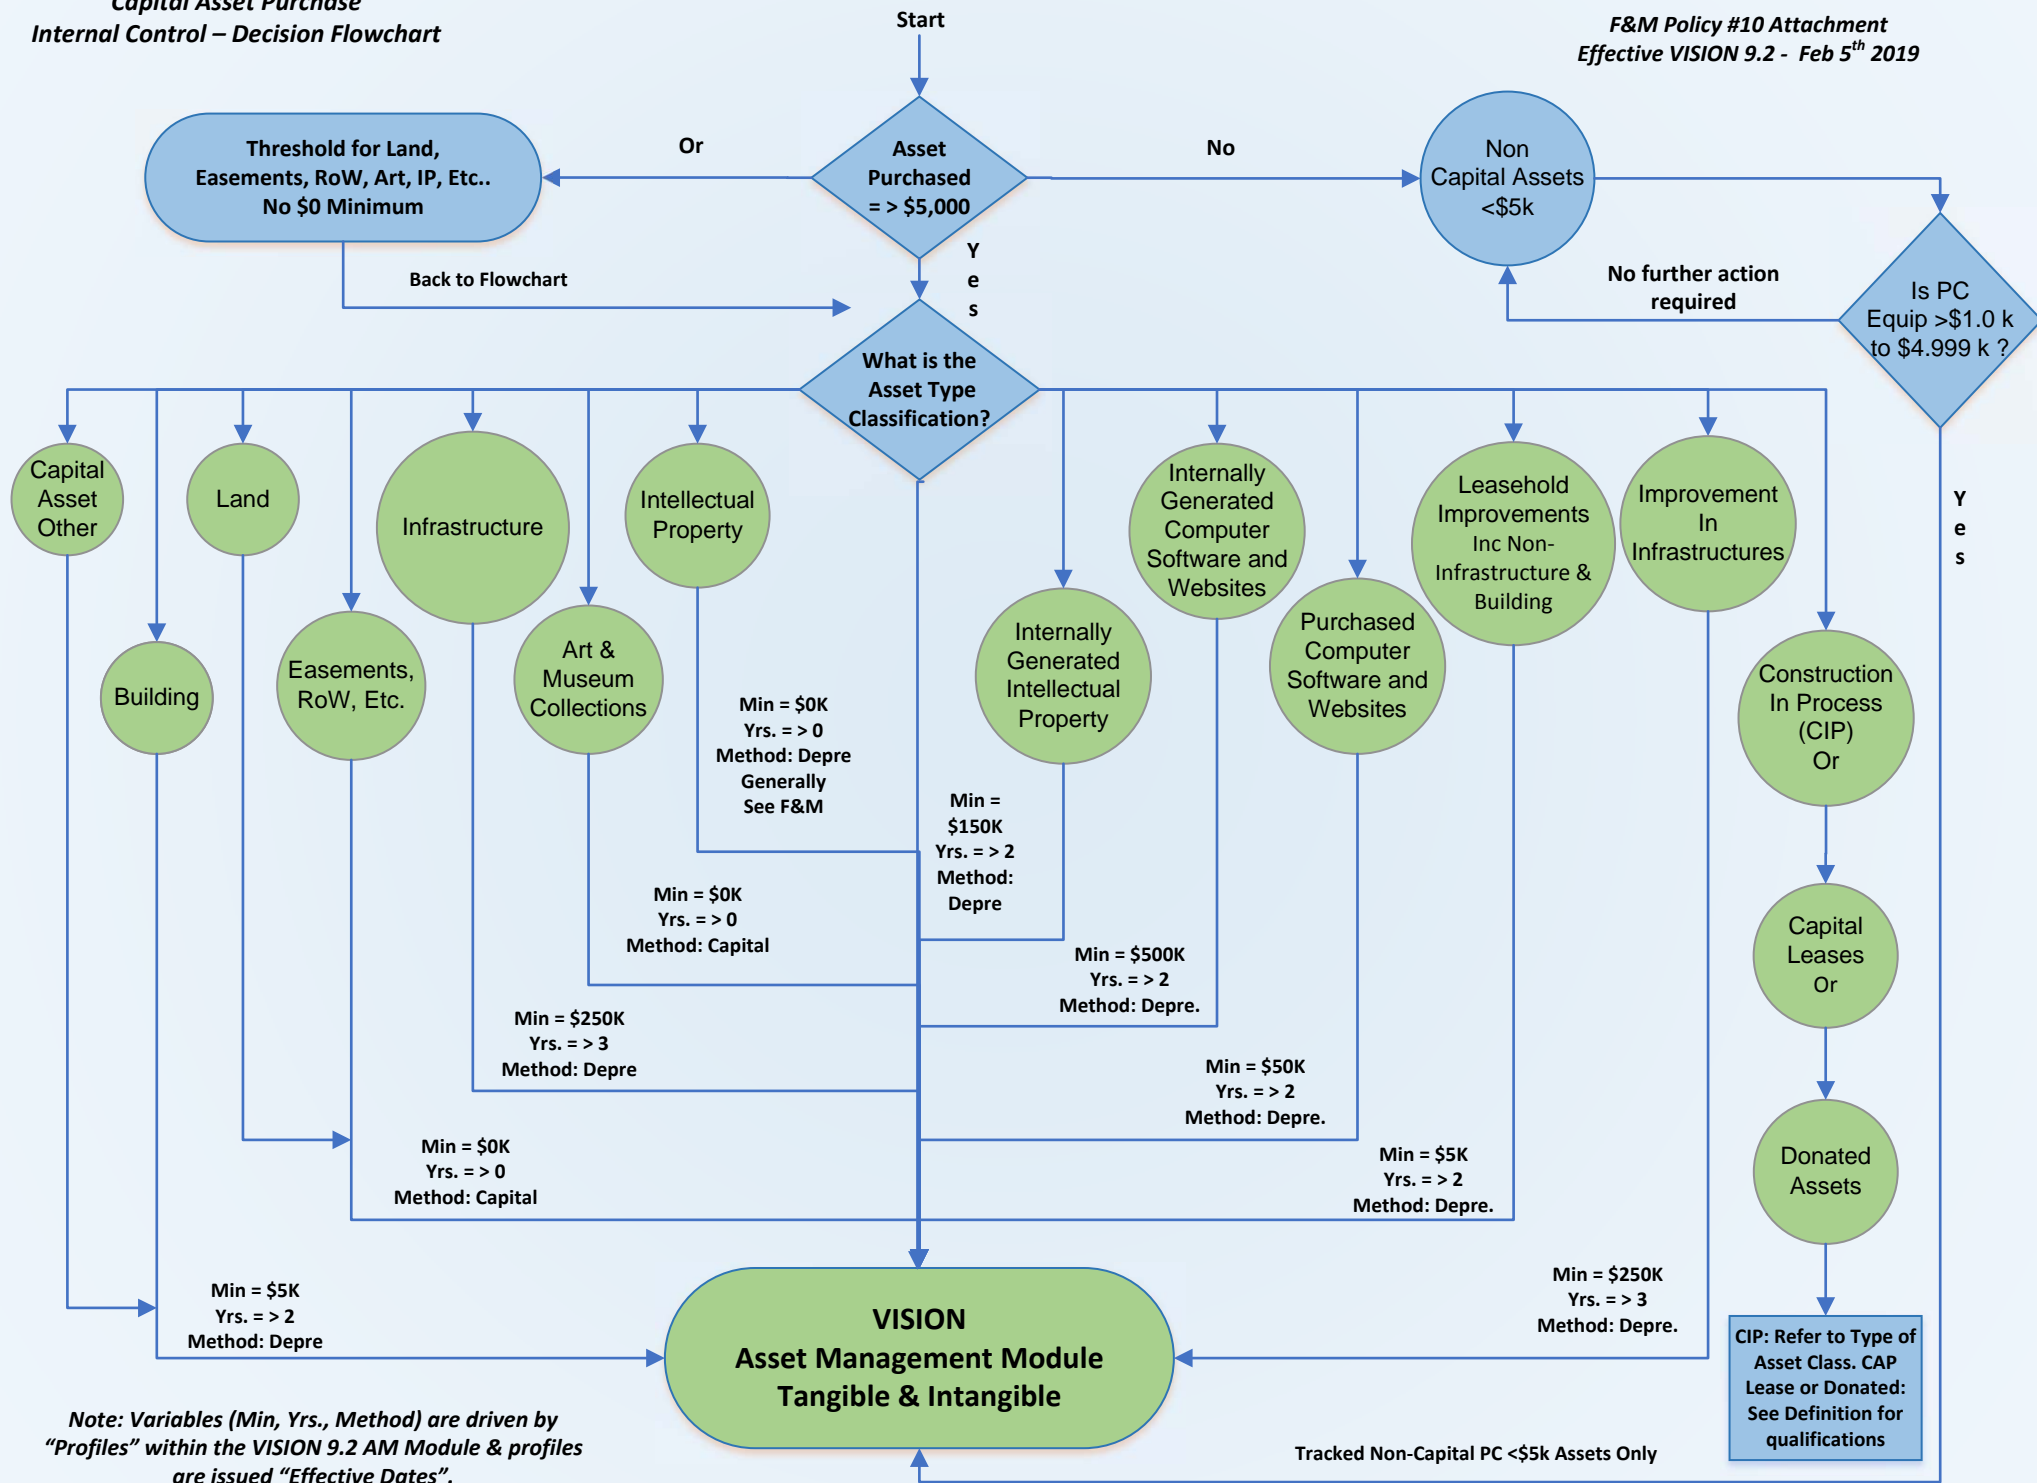 Capital Asset Purchase
Internal Control – Decision Flowchart
Start
F&M Policy #10 Attachment
Effective VISION 9.2 - Feb 5th 2019
Threshold for Land,
Easements, RoW, Art, IP, Etc..
No $0 Minimum
Or
Asset
Purchased
= > $5,000
No
Non
Capital Assets
<$5k
Back to Flowchart
Y
e
s
No further action
required
Is PC
Equip >$1.0 k
to $4.999 k ?
What is the
Asset Type
Classification?
Capital
Asset
Other
Land
Infrastructure
Intellectual
Property
Internally
Generated
Computer
Software and
Websites
Leasehold
Improvements
Inc Non-
Infrastructure &
Building
Improvement
In
Infrastructures
Y
e
s
Building
Easements,
RoW, Etc.
Art &
Museum
Collections
Internally
Generated
Intellectual
Property
Purchased
Computer
Software and
Websites
Construction
In Process
(CIP)
Or
Min = $0K
Yrs. = > 0
Method: Depre
Generally
See F&M
Min =
$150K
Yrs. = > 2
Method:
Depre
Min = $0K
Yrs. = > 0
Method: Capital
Min = $500K
Yrs. = > 2
Method: Depre.
Capital
Leases
Or
Min = $250K
Yrs. = > 3
Method: Depre
Min = $50K
Yrs. = > 2
Method: Depre.
Min = $0K
Yrs. = > 0
Method: Capital
Min = $5K
Yrs. = > 2
Method: Depre.
Donated
Assets
Min = $5K
Yrs. = > 2
Method: Depre
Min = $250K
Yrs. = > 3
Method: Depre.
VISION
Asset Management Module
Tangible & Intangible
CIP: Refer to Type of
Asset Class. CAP
Lease or Donated:
See Definition for
qualifications
Note: Variables (Min, Yrs., Method) are driven by
“Profiles” within the VISION 9.2 AM Module & profiles
are issued “Effective Dates”.
Tracked Non-Capital PC <$5k Assets Only